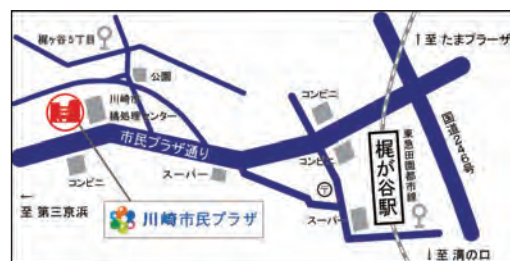 梶ヶ谷5丁目
↑至 たまプラーザ
公園
川崎市
橘処理センター
コンビニ
市民プラザ通り
国道246号
コンビニ
梶が谷駅
東急田園都市線
コンビニ
スーパー
〒
←
至 第三京浜
川崎市民プラザ
スーパー
↓至 溝の口